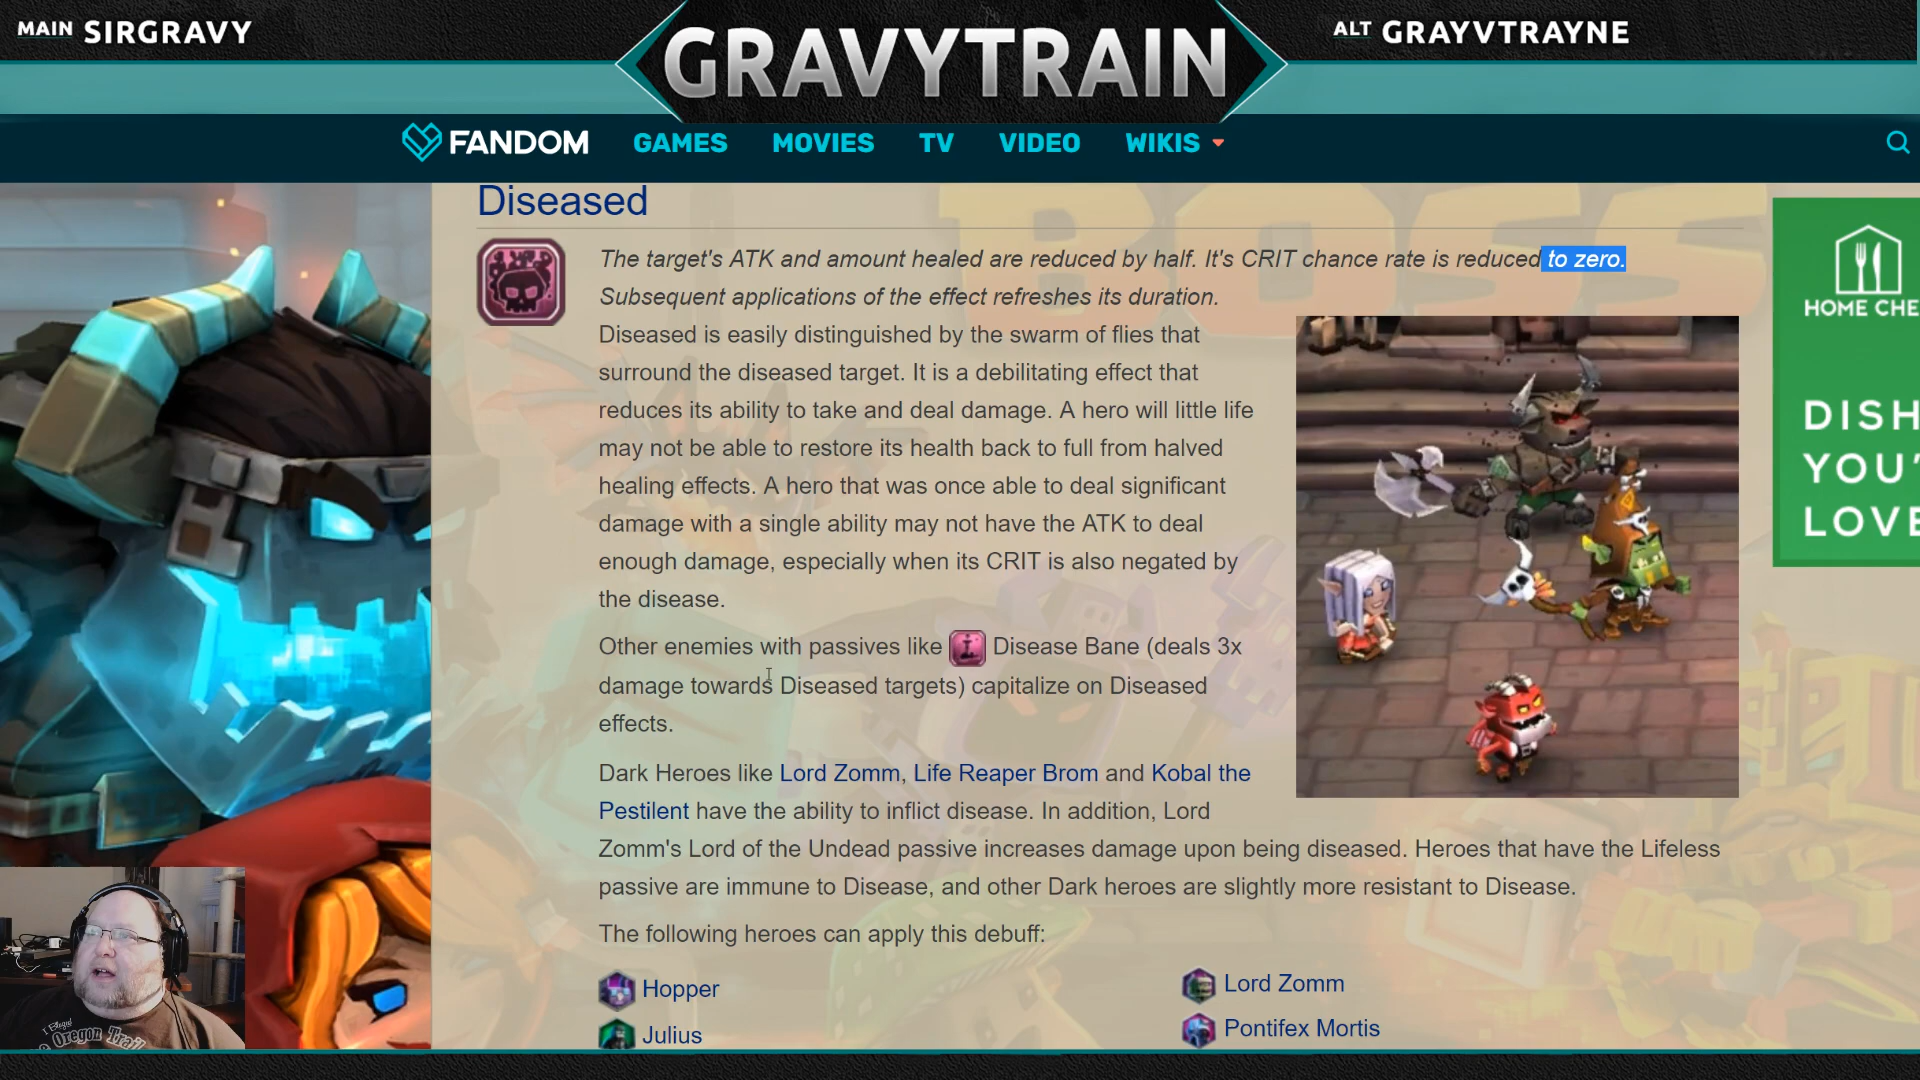 MAIN SIRGRAVY
GRAVYTRAIN
ALT GRAYVTRAYNE
FANDOM GAMES MOVIES TV VIDEO WIKIS
Diseased
The target's ATK and amount healed are reduced by half. It's CRIT chance rate is reduced to zero.
Subsequent applications of the effect refreshes its duration.
Diseased is easily distinguished by the swarm of flies that
surround the diseased target. It is a debilitating effect that
reduces its ability to take and deal damage. A hero will little life
may not be able to restore its health back to full from halved
healing effects. A hero that was once able to deal significant
damage with a single ability may not have the ATK to deal
enough damage, especially when its CRIT is also negated by
the disease.
Other enemies with passives like Disease Bane (deals 3x
damage towards Diseased targets) capitalize on Diseased
effects.
Dark Heroes like Lord Zomm, Life Reaper Brom and Kobal the
Pestilent have the ability to inflict disease. In addition, Lord
Zomm's Lord of the Undead passive increases damage upon being diseased. Heroes that have the Lifeless
passive are immune to Disease, and other Dark heroes are slightly more resistant to Disease.
The following heroes can apply this debuff:
Hopper
Julius
Lord Zomm
Pontifex Mortis
BOSS
HOME CHE
DISH
YOU'
LOVE
Oregon Trail